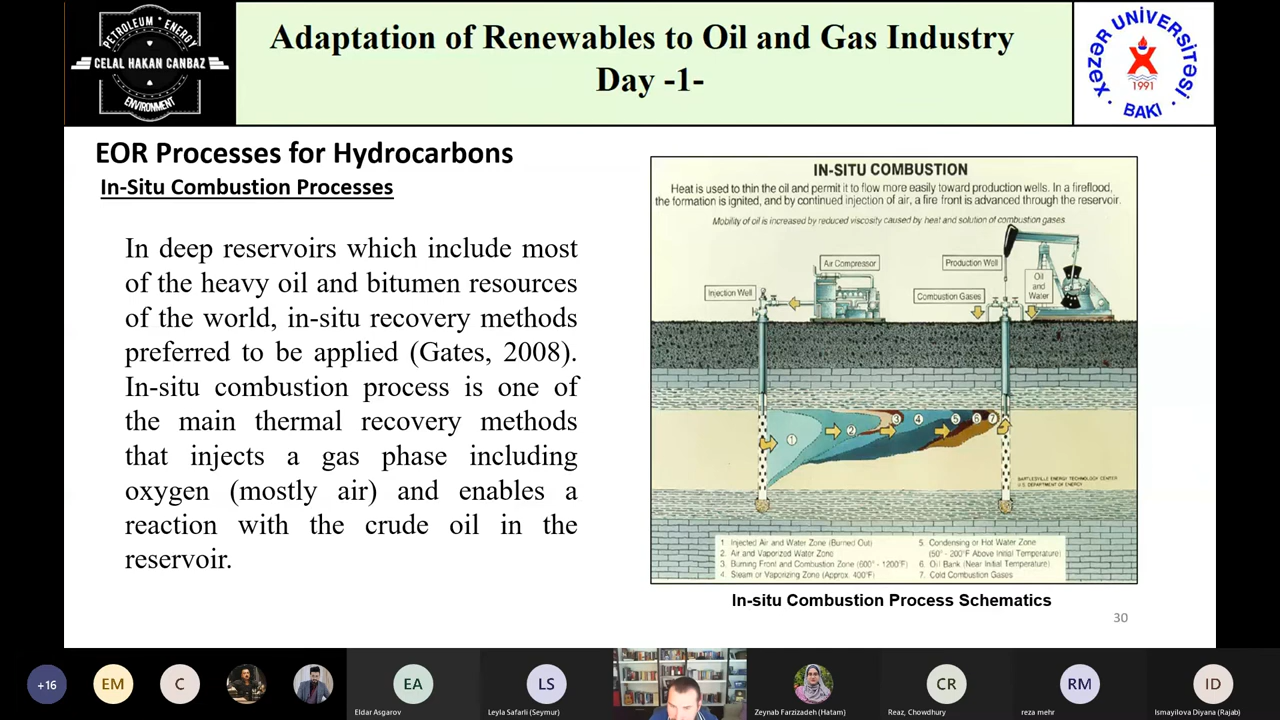 PETROLEUM * ENERGY
CELAL HAKAN CANBAZ
ENVIRONMENT
Adaptation of Renewables to Oil and Gas Industry
Day -1-
XƏZƏR UNİVERSİTƏSİ
1991
BAKI
EOR Processes for Hydrocarbons
In-Situ Combustion Processes
In deep reservoirs which include most
of the heavy oil and bitumen resources
of the world, in-situ recovery methods
preferred to be applied (Gates, 2008).
In-situ combustion process is one of
the main thermal recovery methods
that injects a gas phase including
oxygen (mostly air) and enables a
reaction with the crude oil in the
reservoir.
IN-SITU COMBUSTION
Heat is used to thin the oil and permit it to flow more easily toward production wells. In a fireflood,
the formation is ignited, and by continued injection of air, a fire front is advanced through the reservoir.
Mobility of oil is increased by reduced viscosity caused by heat and solution of combustion gases.
Air Compressor
Production Well
Injection Well
Combustion Gases
Oil
and
Water
1
2
3
4
5
6
7
BARTLESVILLE ENERGY TECHNOLOGY CENTER
U.S. DEPARTMENT OF ENERGY
1 Injected Air and Water Zone (Burned Out)
2 Air and Vaporized Water Zone
3 Burning Front and Combustion Zone (600° - 1200°F)
4 Steam or Vaporizing Zone (Approx. 400°F)
5 Condensing or Hot Water Zone
(50° - 200°F Above Initial Temperature)
6 Oil Bank (Near Initial Temperature)
7 Cold Combustion Gases
In-situ Combustion Process Schematics
30
+16
EM
C
EA
Eldar Asgarov
LS
Leyla Safarli (Seymur)
Zeynab Farzizadeh (Hatam)
CR
Reaz, Chowdhury
RM
reza mehr
ID
Ismayilova Diyana (Rajab)